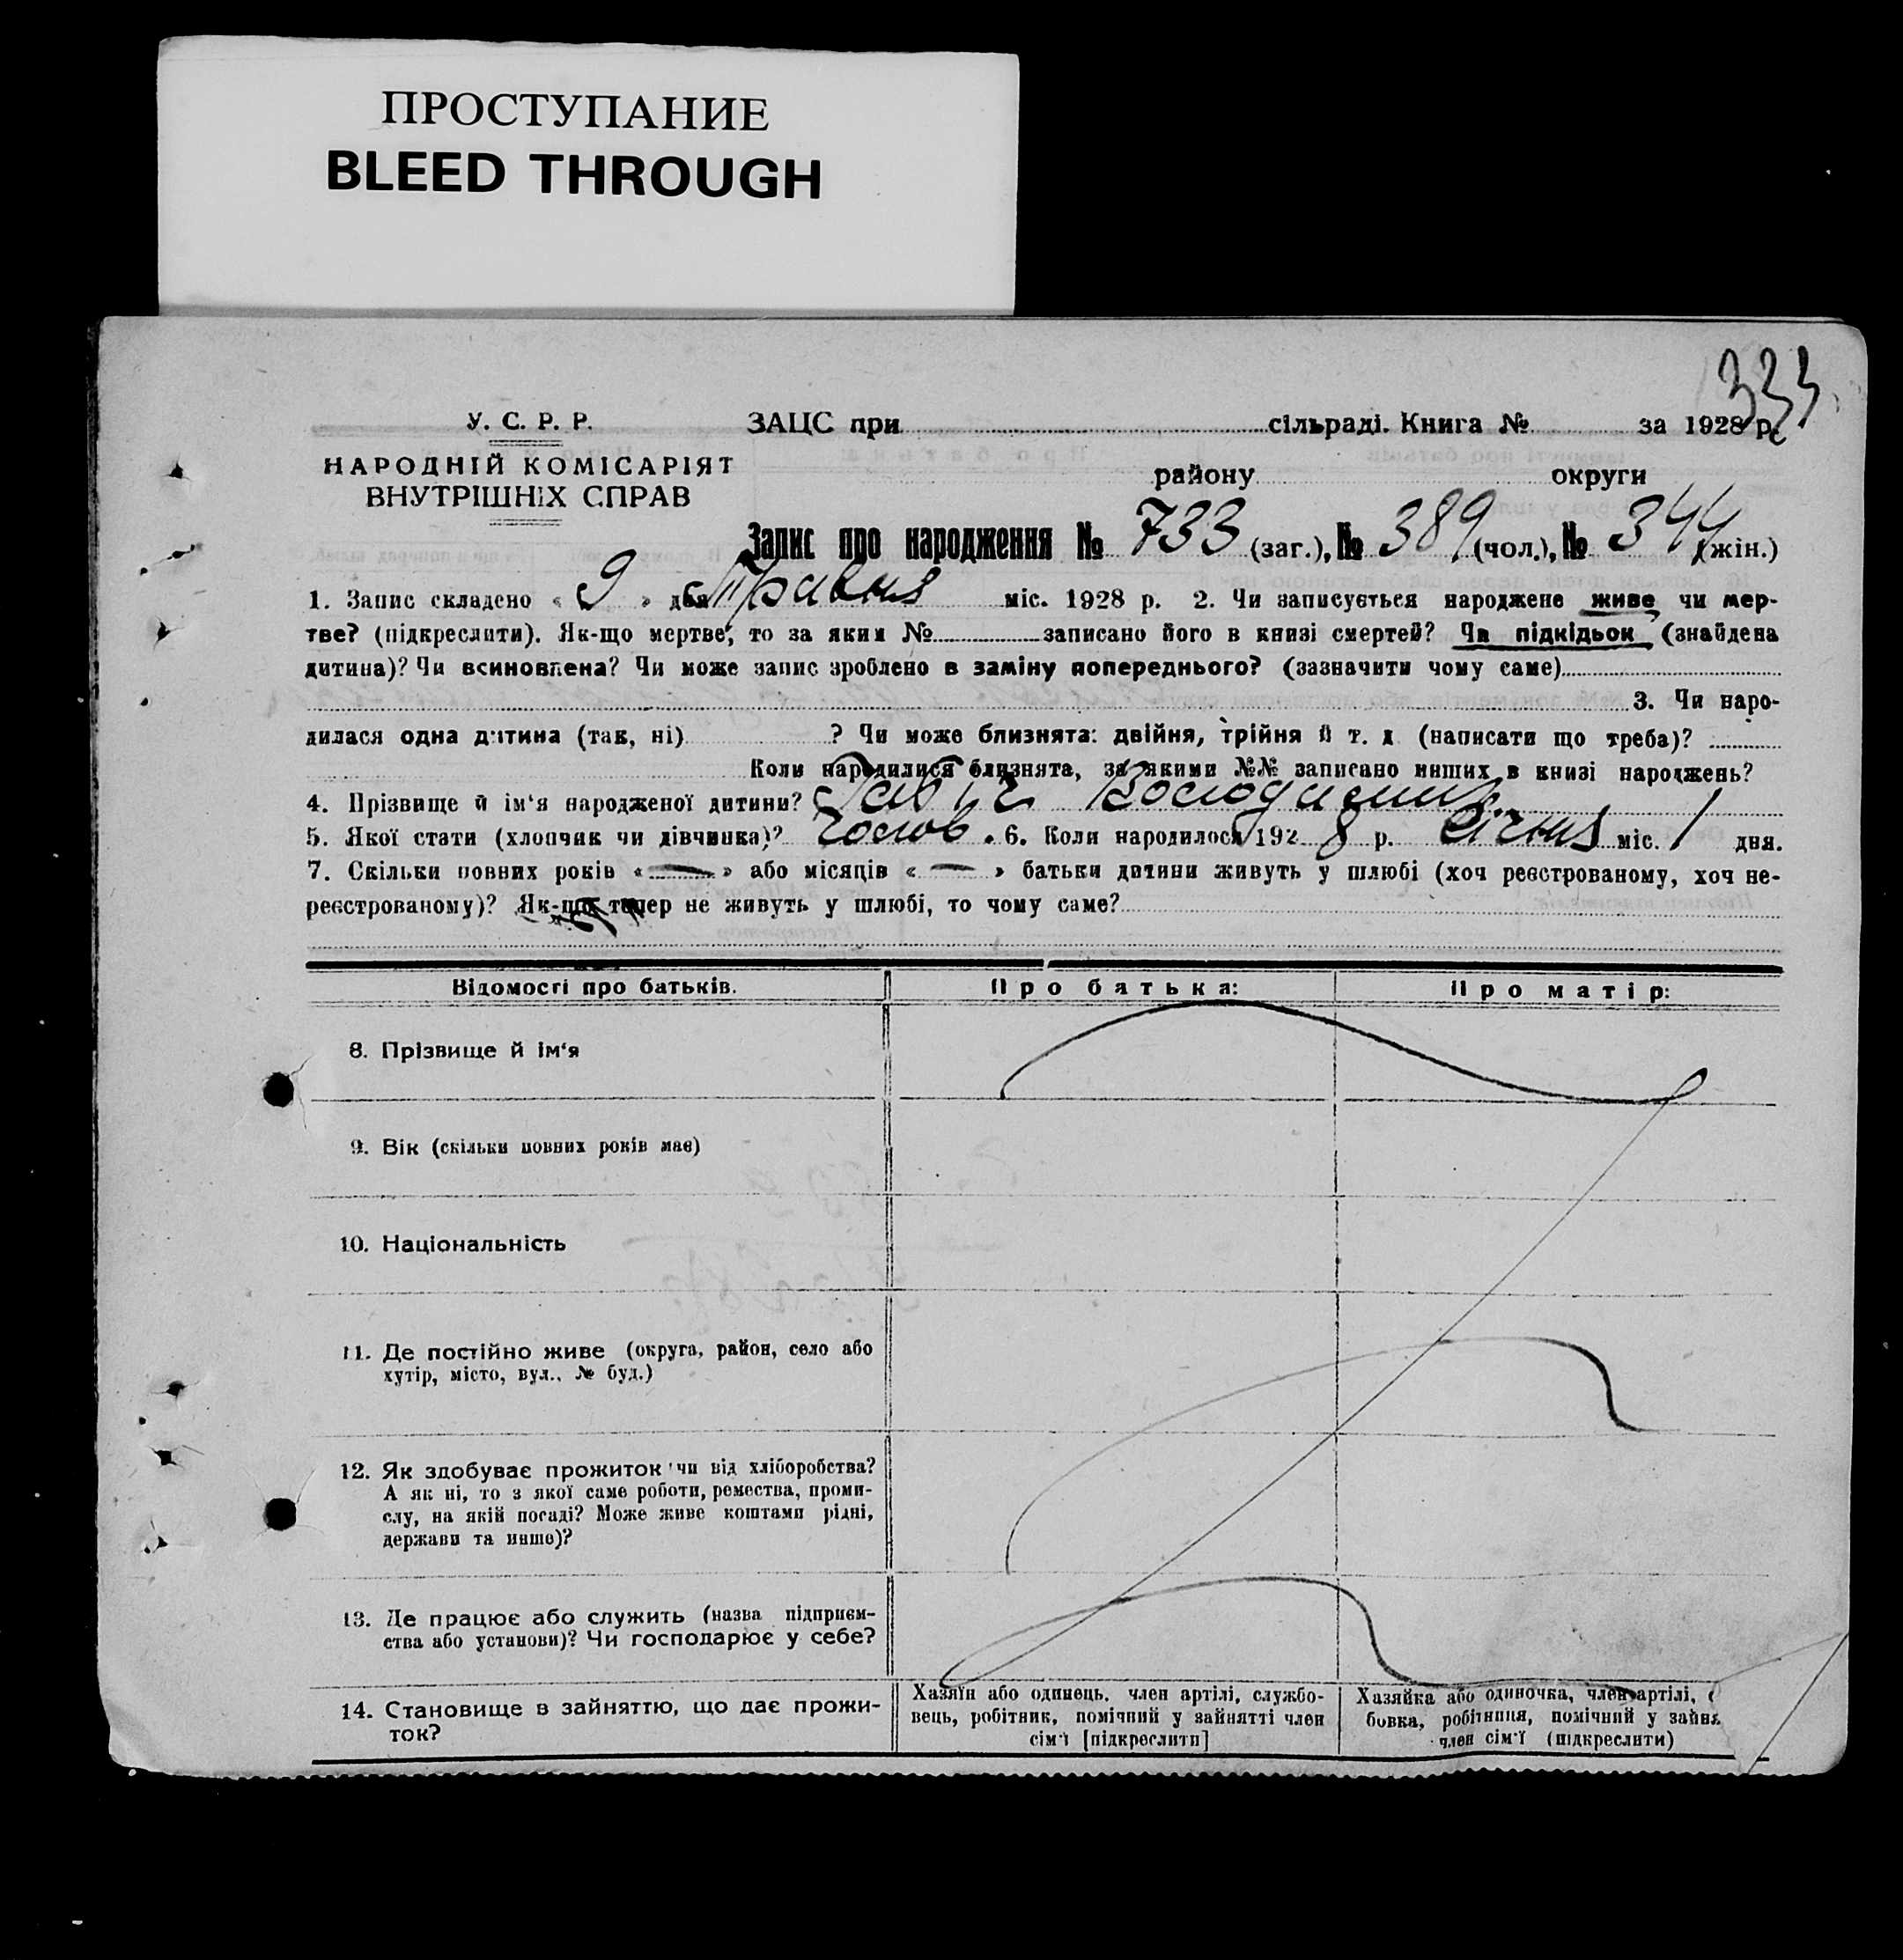 ПРОСТУПАНИЕ
BLEED THROUGH
333
У. С. Р. Р.
НАРОДНІЙ КОМІСАРІЯТ
ВНУТРІШНІХ СПРАВ
ЗАЦС при сільраді. Книга № за 1928 р.
району округи
Запис про народження № 733 (заг.), № 389 (чол.), № 344 (жін.)
1. Запис складено « 9 » дня Травня міс. 1928 р. 2. Чи записується народжене живе чи мер-
тве? (підкреслити). Як-що мертве, то за яким № записано його в книзі смертей? Чи підкідьок (знайдена
дитина)? Чи всиновлена? Чи може запис зроблено в заміну попереднього? (зазначити чому саме)
3. Чи наро-
дилася одна дитина (так, ні) ? Чи може близнята: двійня, трійня й т. д. (написати що треба)?
Коли народилися близнята, за якими №№ записано инших в книзі народжень?
4. Прізвище й ім‘я народженої дитини? Володимир
5. Якої стати (хлопчик чи дівчинка)? Чолов. 6. Коли народилося 1928 р. Січня міс. 1 дня.
7. Скільки повних років « — » або місяців « — » батьки дитини живуть у шлюбі (хоч реєстрованому, хоч не-
реєстрованому)? Як-що тепер не живуть у шлюбі, то чому саме?
Відомості про батьків. Про батька: Про матір:
8. Прізвище й ім‘я
9. Вік (скільки повних років має)
10. Національність
11. Де постійно живе (округа, район, село або
хутір, місто, вул., № буд.)
12. Як здобуває прожиток чи від хліборобства?
А як ні, то з якої саме роботи, ремества, проми-
слу, на якій посаді? Може живе коштами рідні,
держави та инше)?
13. Де працює або служить (назва підприєм-
ства або установи)? Чи господарює у себе?
14. Становище в зайняттю, що дає прожи-
ток?
Хазяїн або одинець, член артілі, службо-
вець, робітник, помічний у зайнятті член
сім‘ї [підкреслити]
Хазяйка або одиночка, член артілі,
бовка, робітниця, помічний у зайня
член сім‘ї (підкреслити)